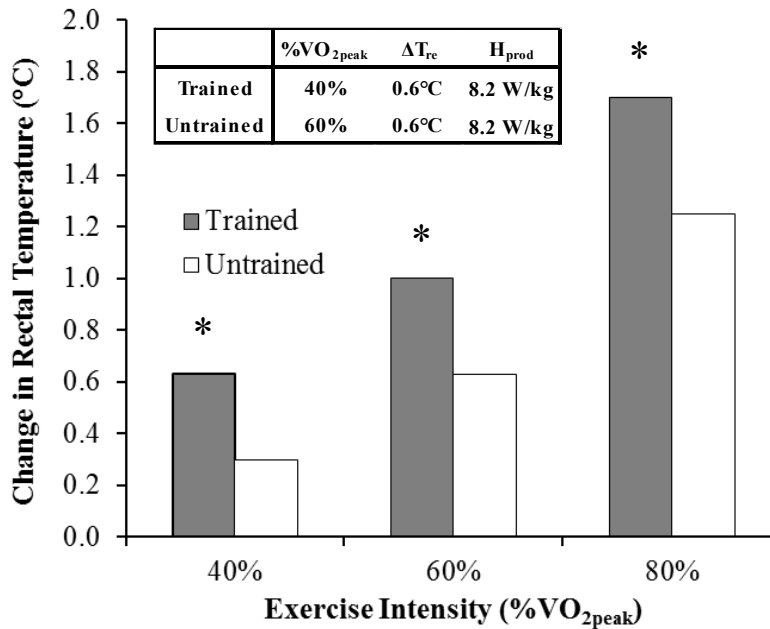 Change in Rectal Temperature (°C)
2.0
1.8
1.6
1.4
1.2
1.0
0.8
0.6
0.4
0.2
0.0
%VO2peak ΔTre Hprod
Trained 40% 0.6°C 8.2 W/kg
Untrained 60% 0.6°C 8.2 W/kg
Trained
Untrained
*
*
*
40% 60% 80%
Exercise Intensity (%VO2peak)